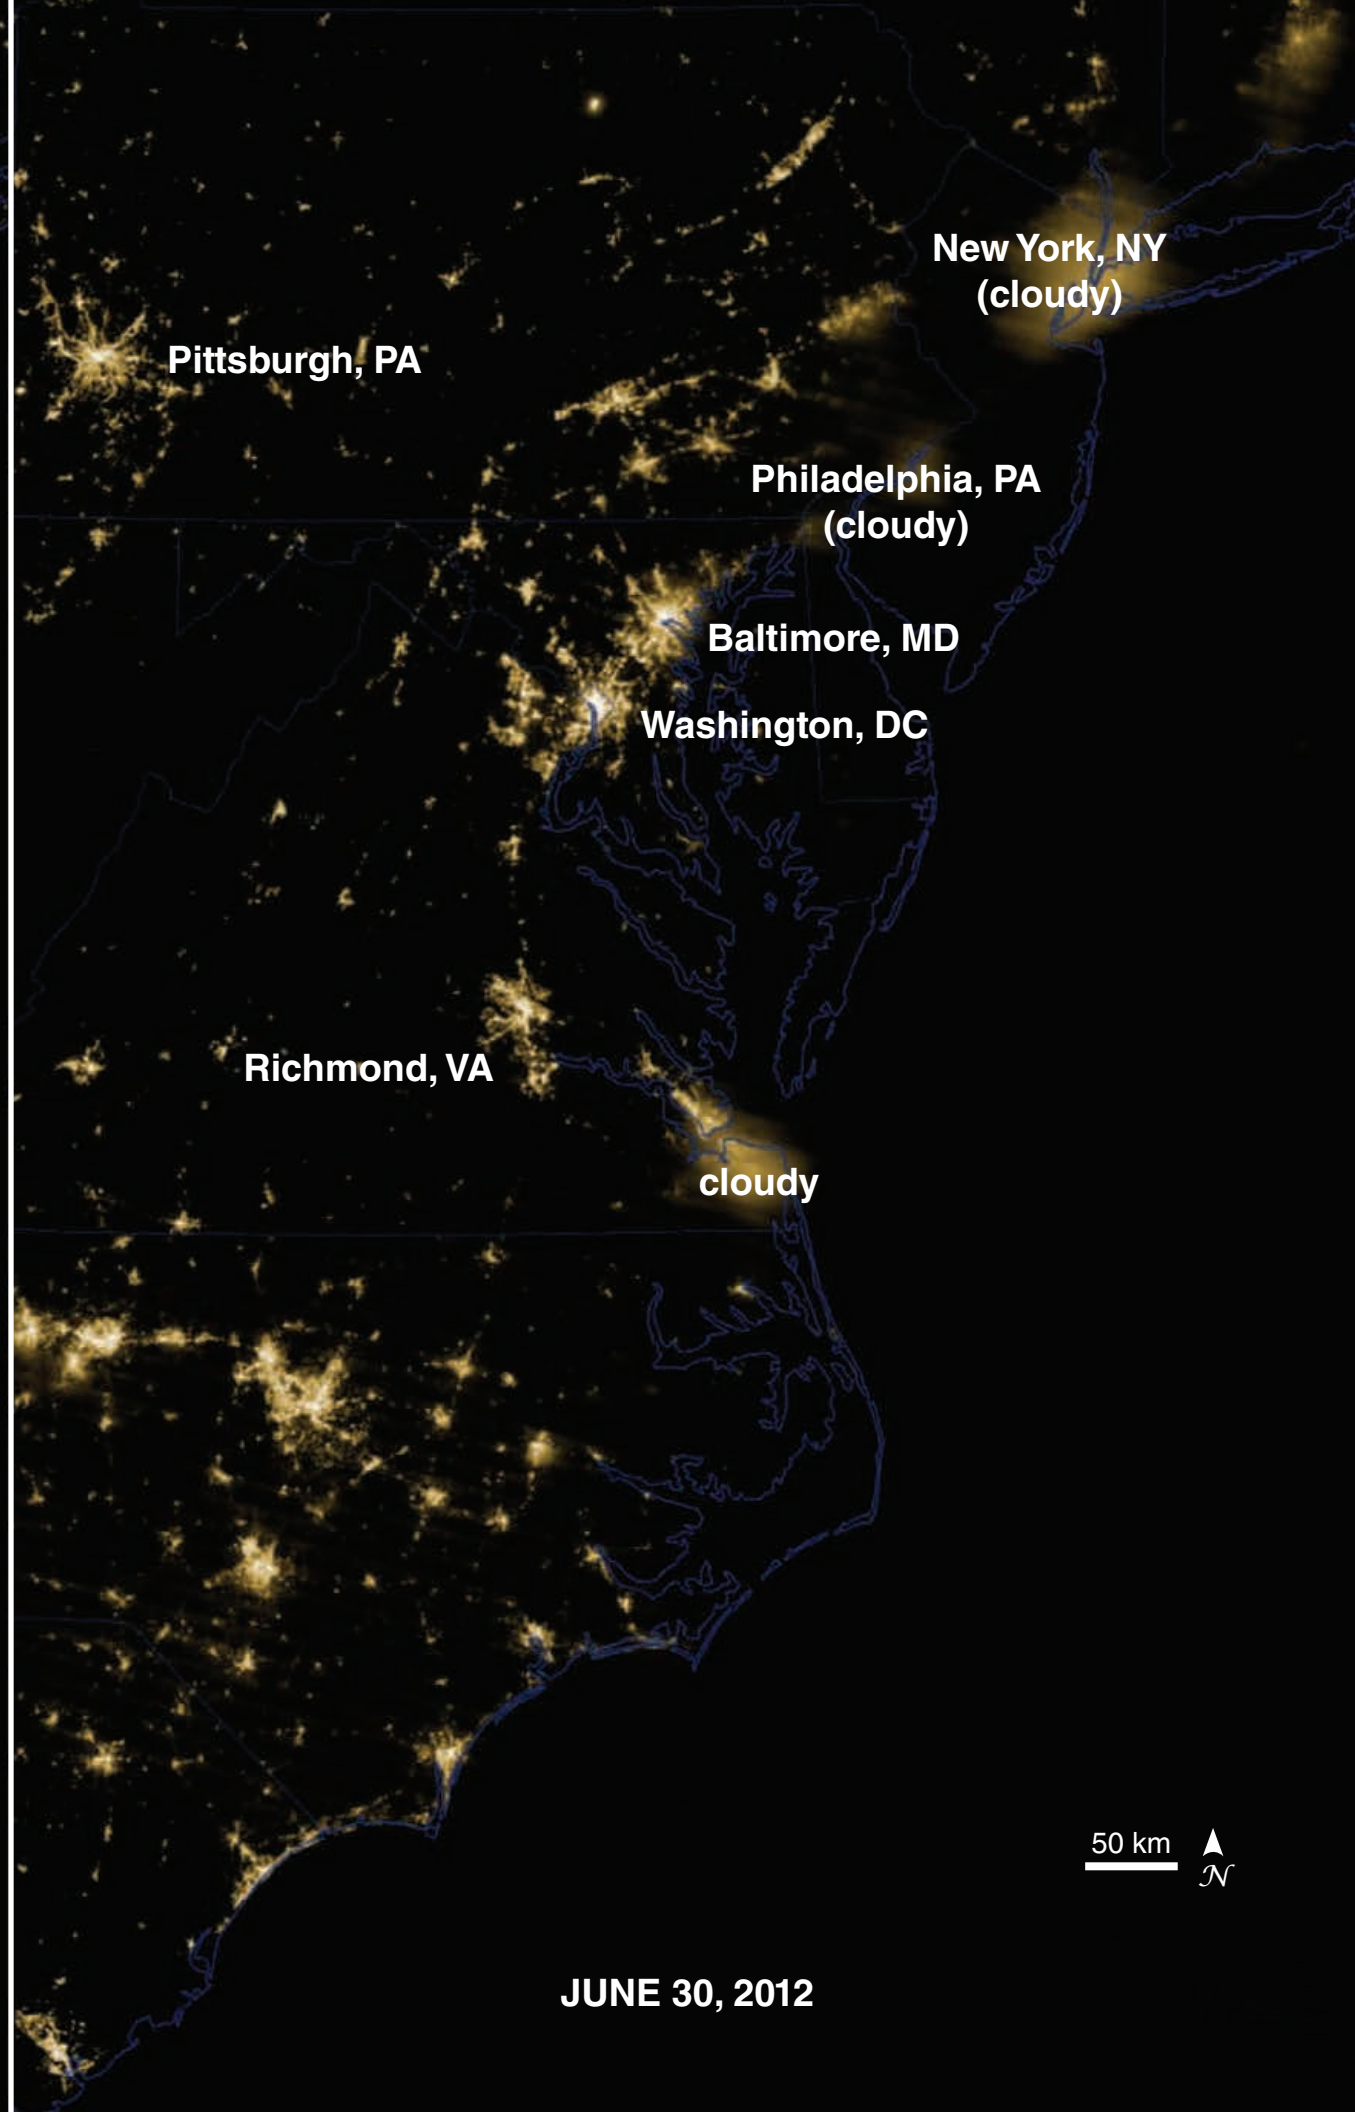 New York, NY
(cloudy)
Pittsburgh, PA
Philadelphia, PA
(cloudy)
Baltimore, MD
Washington, DC
Richmond, VA
cloudy
50 km
N
JUNE 30, 2012